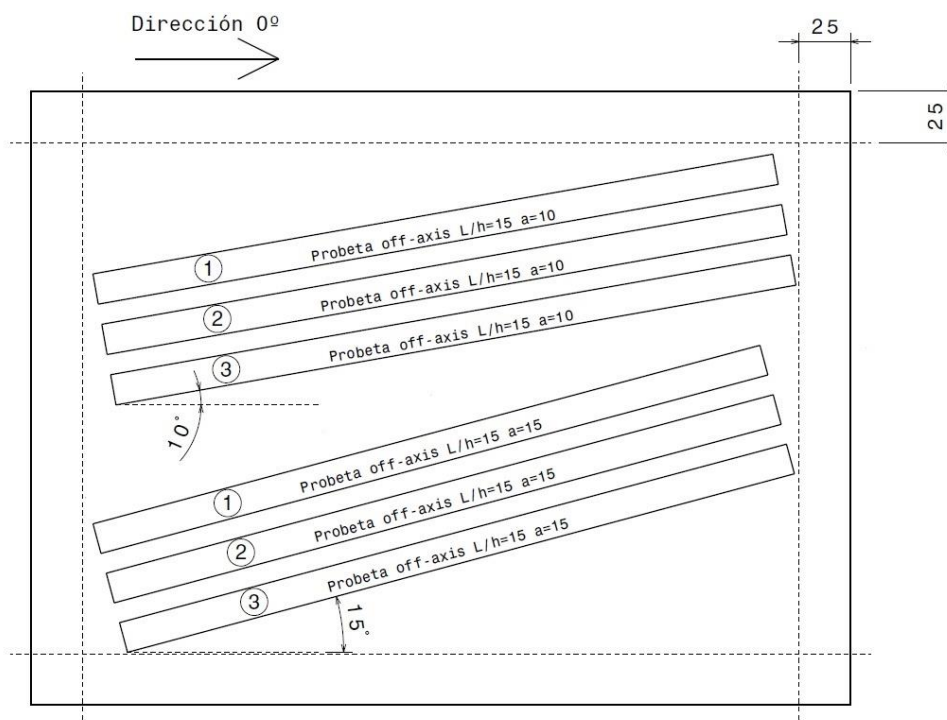 Dirección 0º
25
25
Probeta off-axis L/h=15 a=10
1
Probeta off-axis L/h=15 a=10
2
Probeta off-axis L/h=15 a=10
3
10°
Probeta off-axis L/h=15 a=15
1
Probeta off-axis L/h=15 a=15
2
Probeta off-axis L/h=15 a=15
3
15°